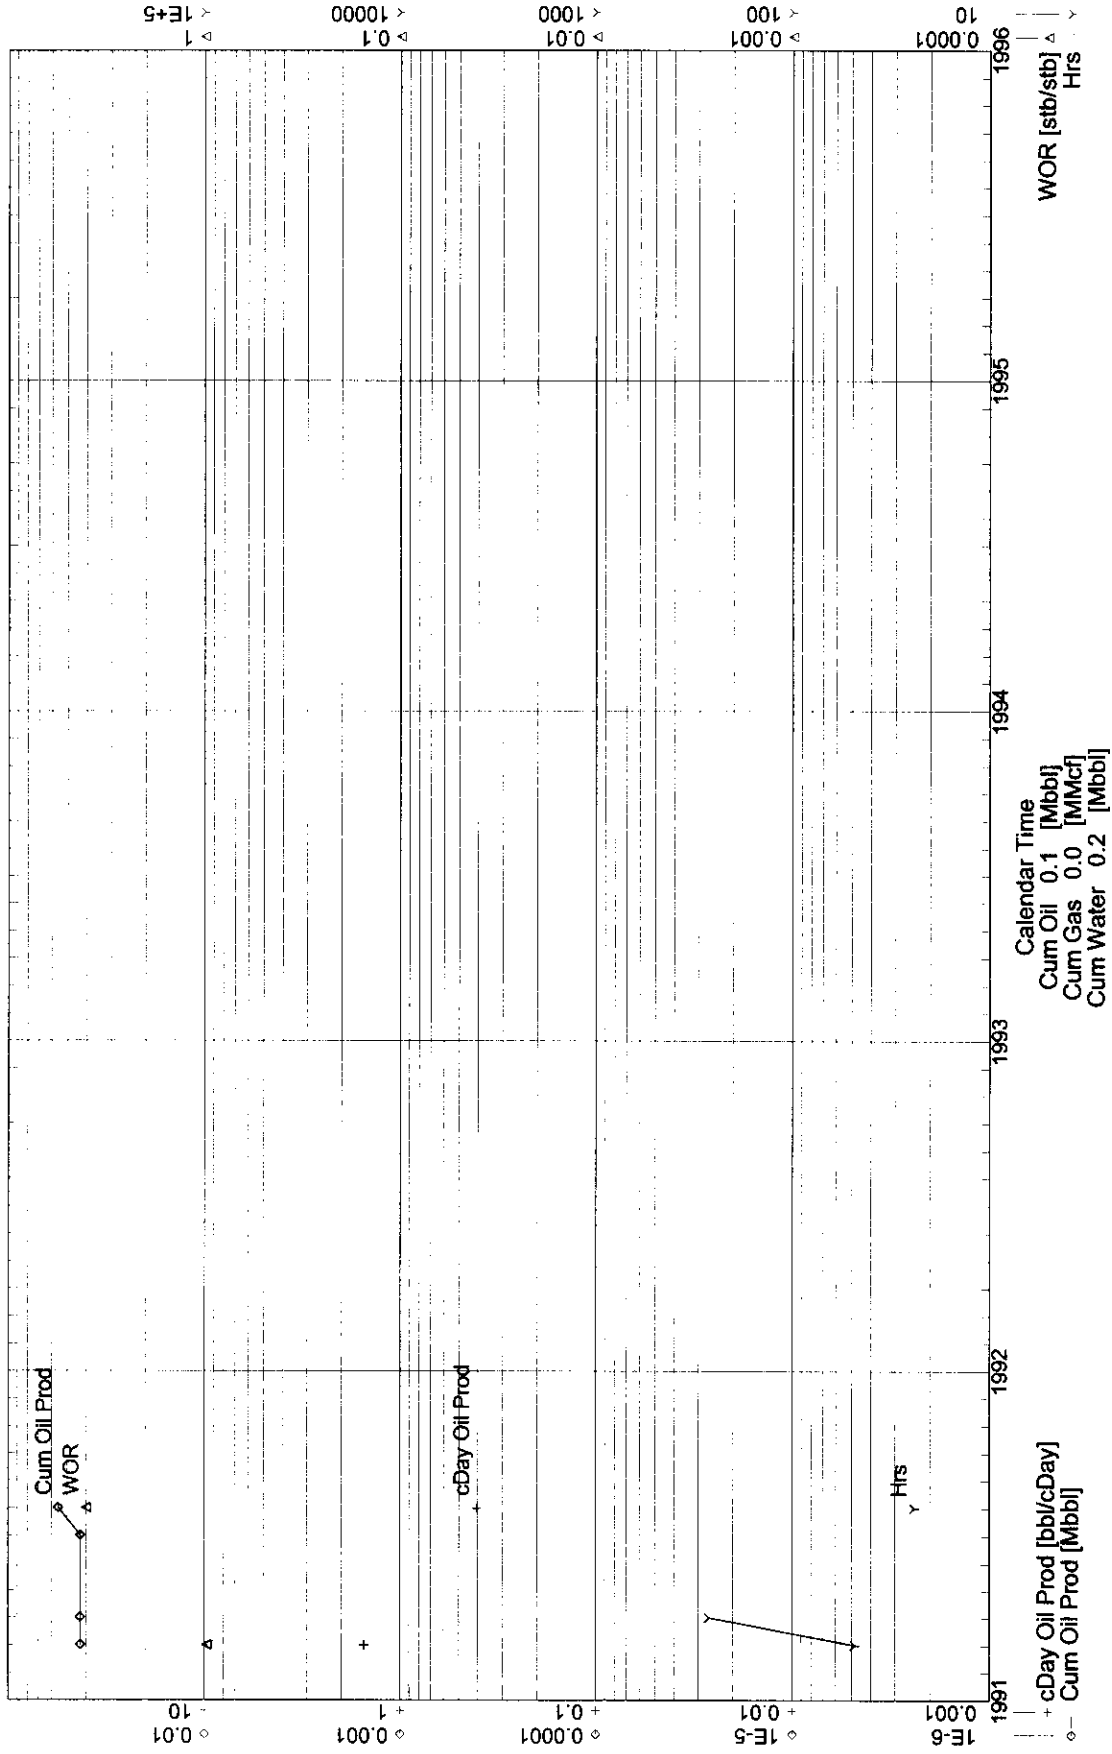 Cum Oil Prod
WOR
cDay Oil Prod
Hrs
10
0.01
1
0.001
0.1
0.0001
0.01
1E-5
0.001
1E-6
1E+5
1
10000
0.1
1000
0.01
100
0.001
10
0.0001
1991
1992
1993
1994
1995
1996
cDay Oil Prod [bbl/cDay]
Cum Oil Prod [Mbbl]
Calendar Time
Cum Oil 0.1 [Mbbl]
Cum Gas 0.0 [MMcf]
Cum Water 0.2 [Mbbl]
WOR [stb/stb]
Hrs